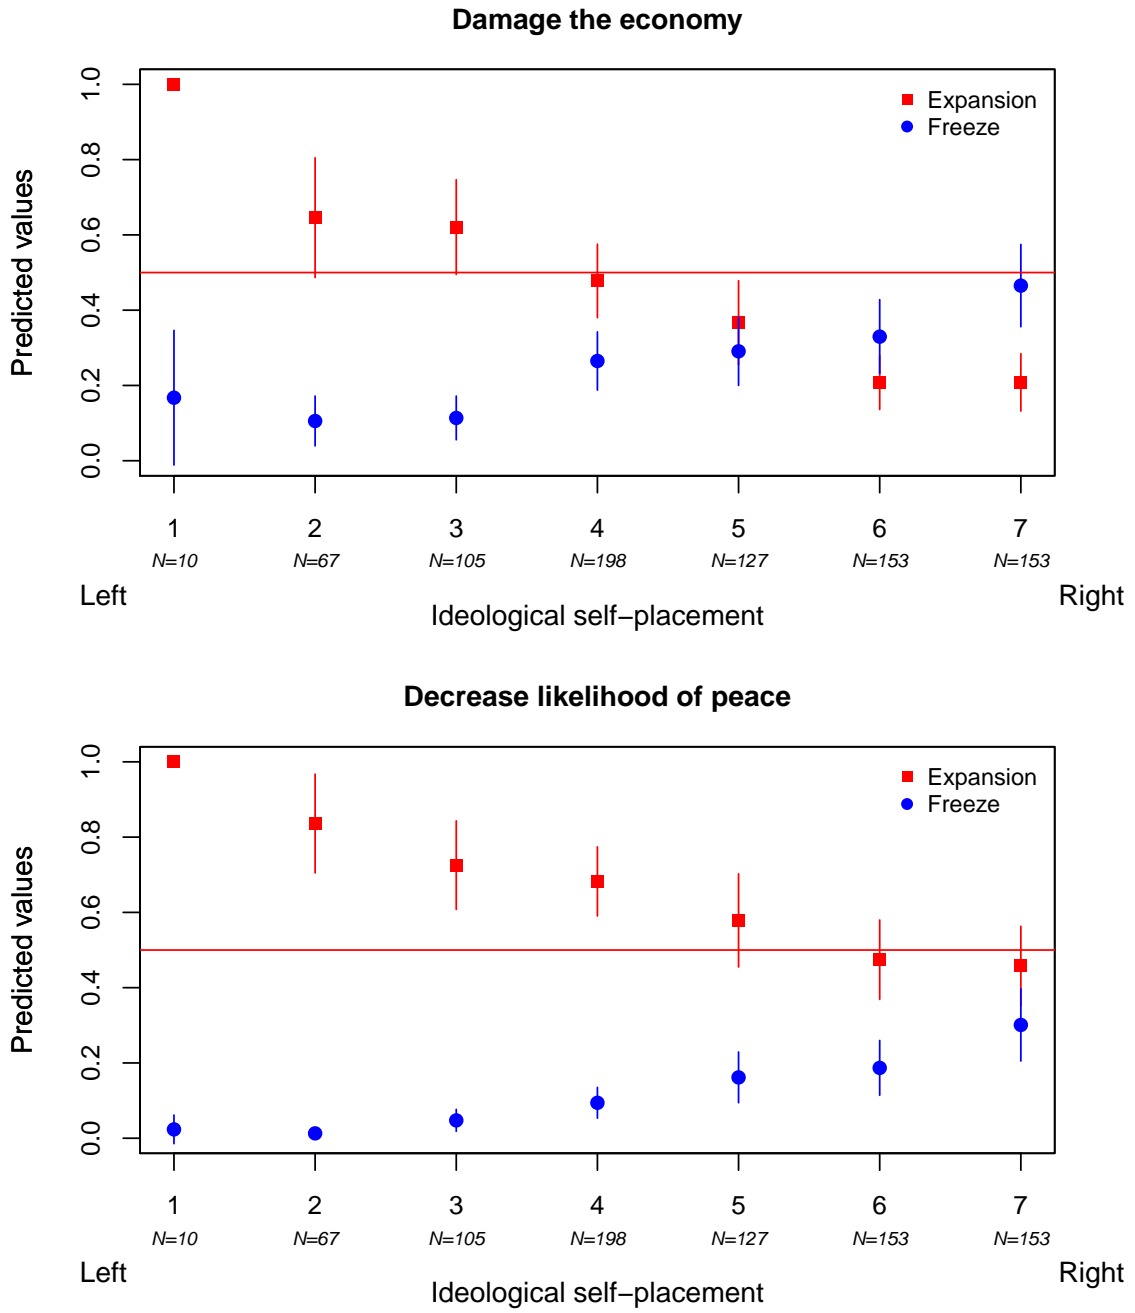 Damage the economy
Predicted values
1.0
0.8
0.6
0.4
0.2
0.0
Expansion
Freeze
1 2 3 4 5 6 7
N=10 N=67 N=105 N=198 N=127 N=153 N=153
Left Right
Ideological self−placement
Decrease likelihood of peace
Predicted values
1.0
0.8
0.6
0.4
0.2
0.0
Expansion
Freeze
1 2 3 4 5 6 7
N=10 N=67 N=105 N=198 N=127 N=153 N=153
Left Right
Ideological self−placement